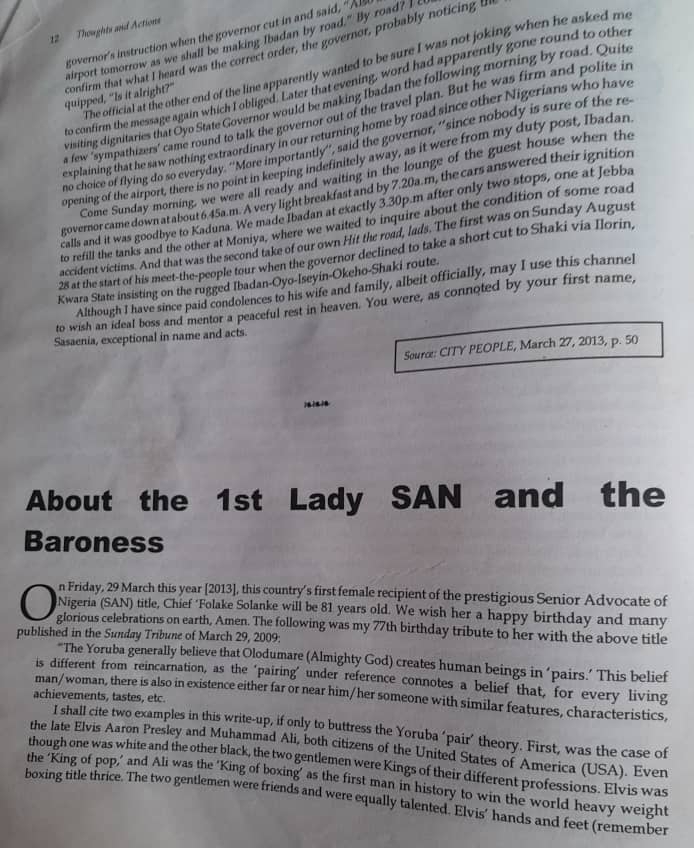 12 Thoughts and Actions
governor's instruction when the governor cut in and said,
airport tomorrow as we shall be making Ibadan by road." By road?
confirm that what I heard was the correct order, the governor, probably noticing
quipped, "Is it alright?"
The official at the other end of the line apparently wanted to be sure I was not joking when he asked me
to confirm the message again which I obliged. Later that evening, word had apparently gone round to other
visiting dignitaries that Oyo State Governor would be making Ibadan the following morning by road. Quite
a few 'sympathizers' came round to talk the governor out of the travel plan. But he was firm and polite in
explaining that he saw nothing extraordinary in our returning home by road since other Nigerians who have
no choice of flying do so everyday. "More importantly", said the governor, "since nobody is sure of the re-
opening of the airport, there is no point in keeping indefinitely away, as it were from my duty post, Ibadan.
Come Sunday morning, we were all ready and waiting in the lounge of the guest house when the
governor came down at about 6.45a.m. A very light breakfast and by 7.20a.m, the cars answered their ignition
calls and it was goodbye to Kaduna. We made Ibadan at exactly 3.30p.m after only two stops, one at Jebba
to refill the tanks and the other at Moniya, where we waited to inquire about the condition of some road
accident victims. And that was the second take of our own Hit the road, lads. The first was on Sunday August
28 at the start of his meet-the-people tour when the governor declined to take a short cut to Shaki via Ilorin,
Kwara State insisting on the rugged Ibadan-Oyo-Iseyin-Okeho-Shaki route.
Although I have since paid condolences to his wife and family, albeit officially, may I use this channel
to wish an ideal boss and mentor a peaceful rest in heaven. You were, as connoted by your first name,
Sasaenia, exceptional in name and acts.
Source: CITY PEOPLE, March 27, 2013, p. 50
About the 1st Lady SAN and the
Baroness
On Friday, 29 March this year [2013], this country's first female recipient of the prestigious Senior Advocate of
Nigeria (SAN) title, Chief 'Folake Solanke will be 81 years old. We wish her a happy birthday and many
glorious celebrations on earth, Amen. The following was my 77th birthday tribute to her with the above title
published in the Sunday Tribune of March 29, 2009:
"The Yoruba generally believe that Olodumare (Almighty God) creates human beings in 'pairs.' This belief
is different from reincarnation, as the 'pairing' under reference connotes a belief that, for every living
man/woman, there is also in existence either far or near him/her someone with similar features, characteristics,
achievements, tastes, etc.
I shall cite two examples in this write-up, if only to buttress the Yoruba 'pair' theory. First, was the case of
the late Elvis Aaron Presley and Muhammad Ali, both citizens of the United States of America (USA). Even
though one was white and the other black, the two gentlemen were Kings of their different professions. Elvis was
the 'King of pop,' and Ali was the 'King of boxing' as the first man in history to win the world heavy weight
boxing title thrice. The two gentlemen were friends and were equally talented. Elvis' hands and feet (remember